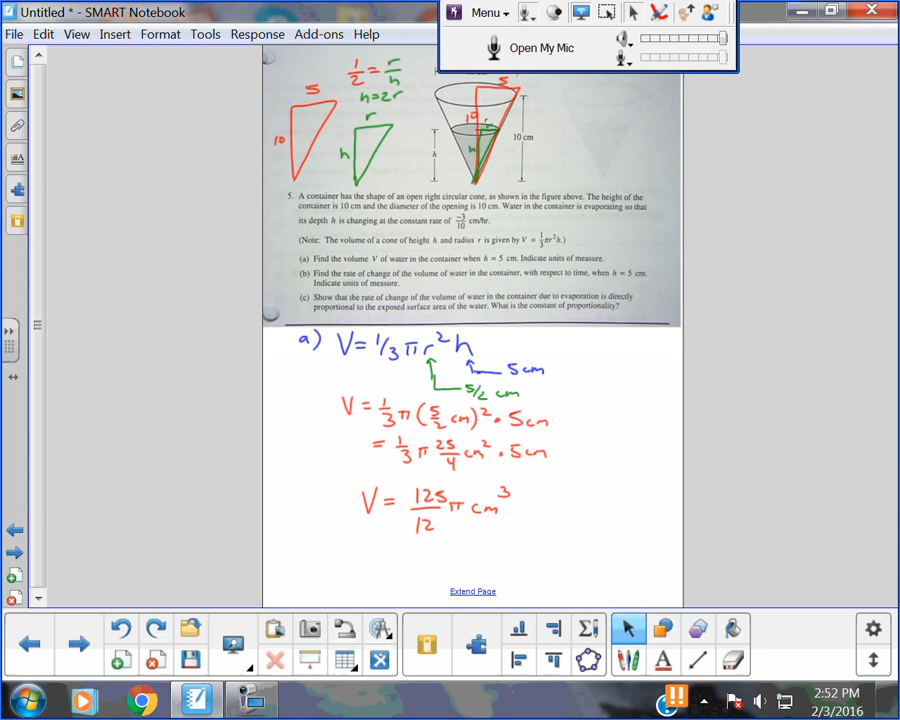 Untitled * - SMART Notebook
Menu
Open My Mic
File Edit View Insert Format Tools Response Add-ons Help
1/2 = r/h
h=2r
5
10
r
h
5
10
r
h
h
10 cm
5. A container has the shape of an open right circular cone, as shown in the figure above. The height of the
container is 10 cm and the diameter of the opening is 10 cm. Water in the container is evaporating so that
its depth h is changing at the constant rate of -3/10 cm/hr.
(Note: The volume of a cone of height h and radius r is given by V = 1/3 πr²h.)
(a) Find the volume V of water in the container when h = 5 cm. Indicate units of measure.
(b) Find the rate of change of the volume of water in the container, with respect to time, when h = 5 cm.
Indicate units of measure.
(c) Show that the rate of change of the volume of water in the container due to evaporation is directly
proportional to the exposed surface area of the water. What is the constant of proportionality?
a) V = 1/3 π r² h
5 cm
5/2 cm
V = 1/3 π (5/2 cm)² • 5cm
= 1/3 π 25/4 cm² • 5cm
V = 125/12 π cm³
Extend Page
2:52 PM
2/3/2016